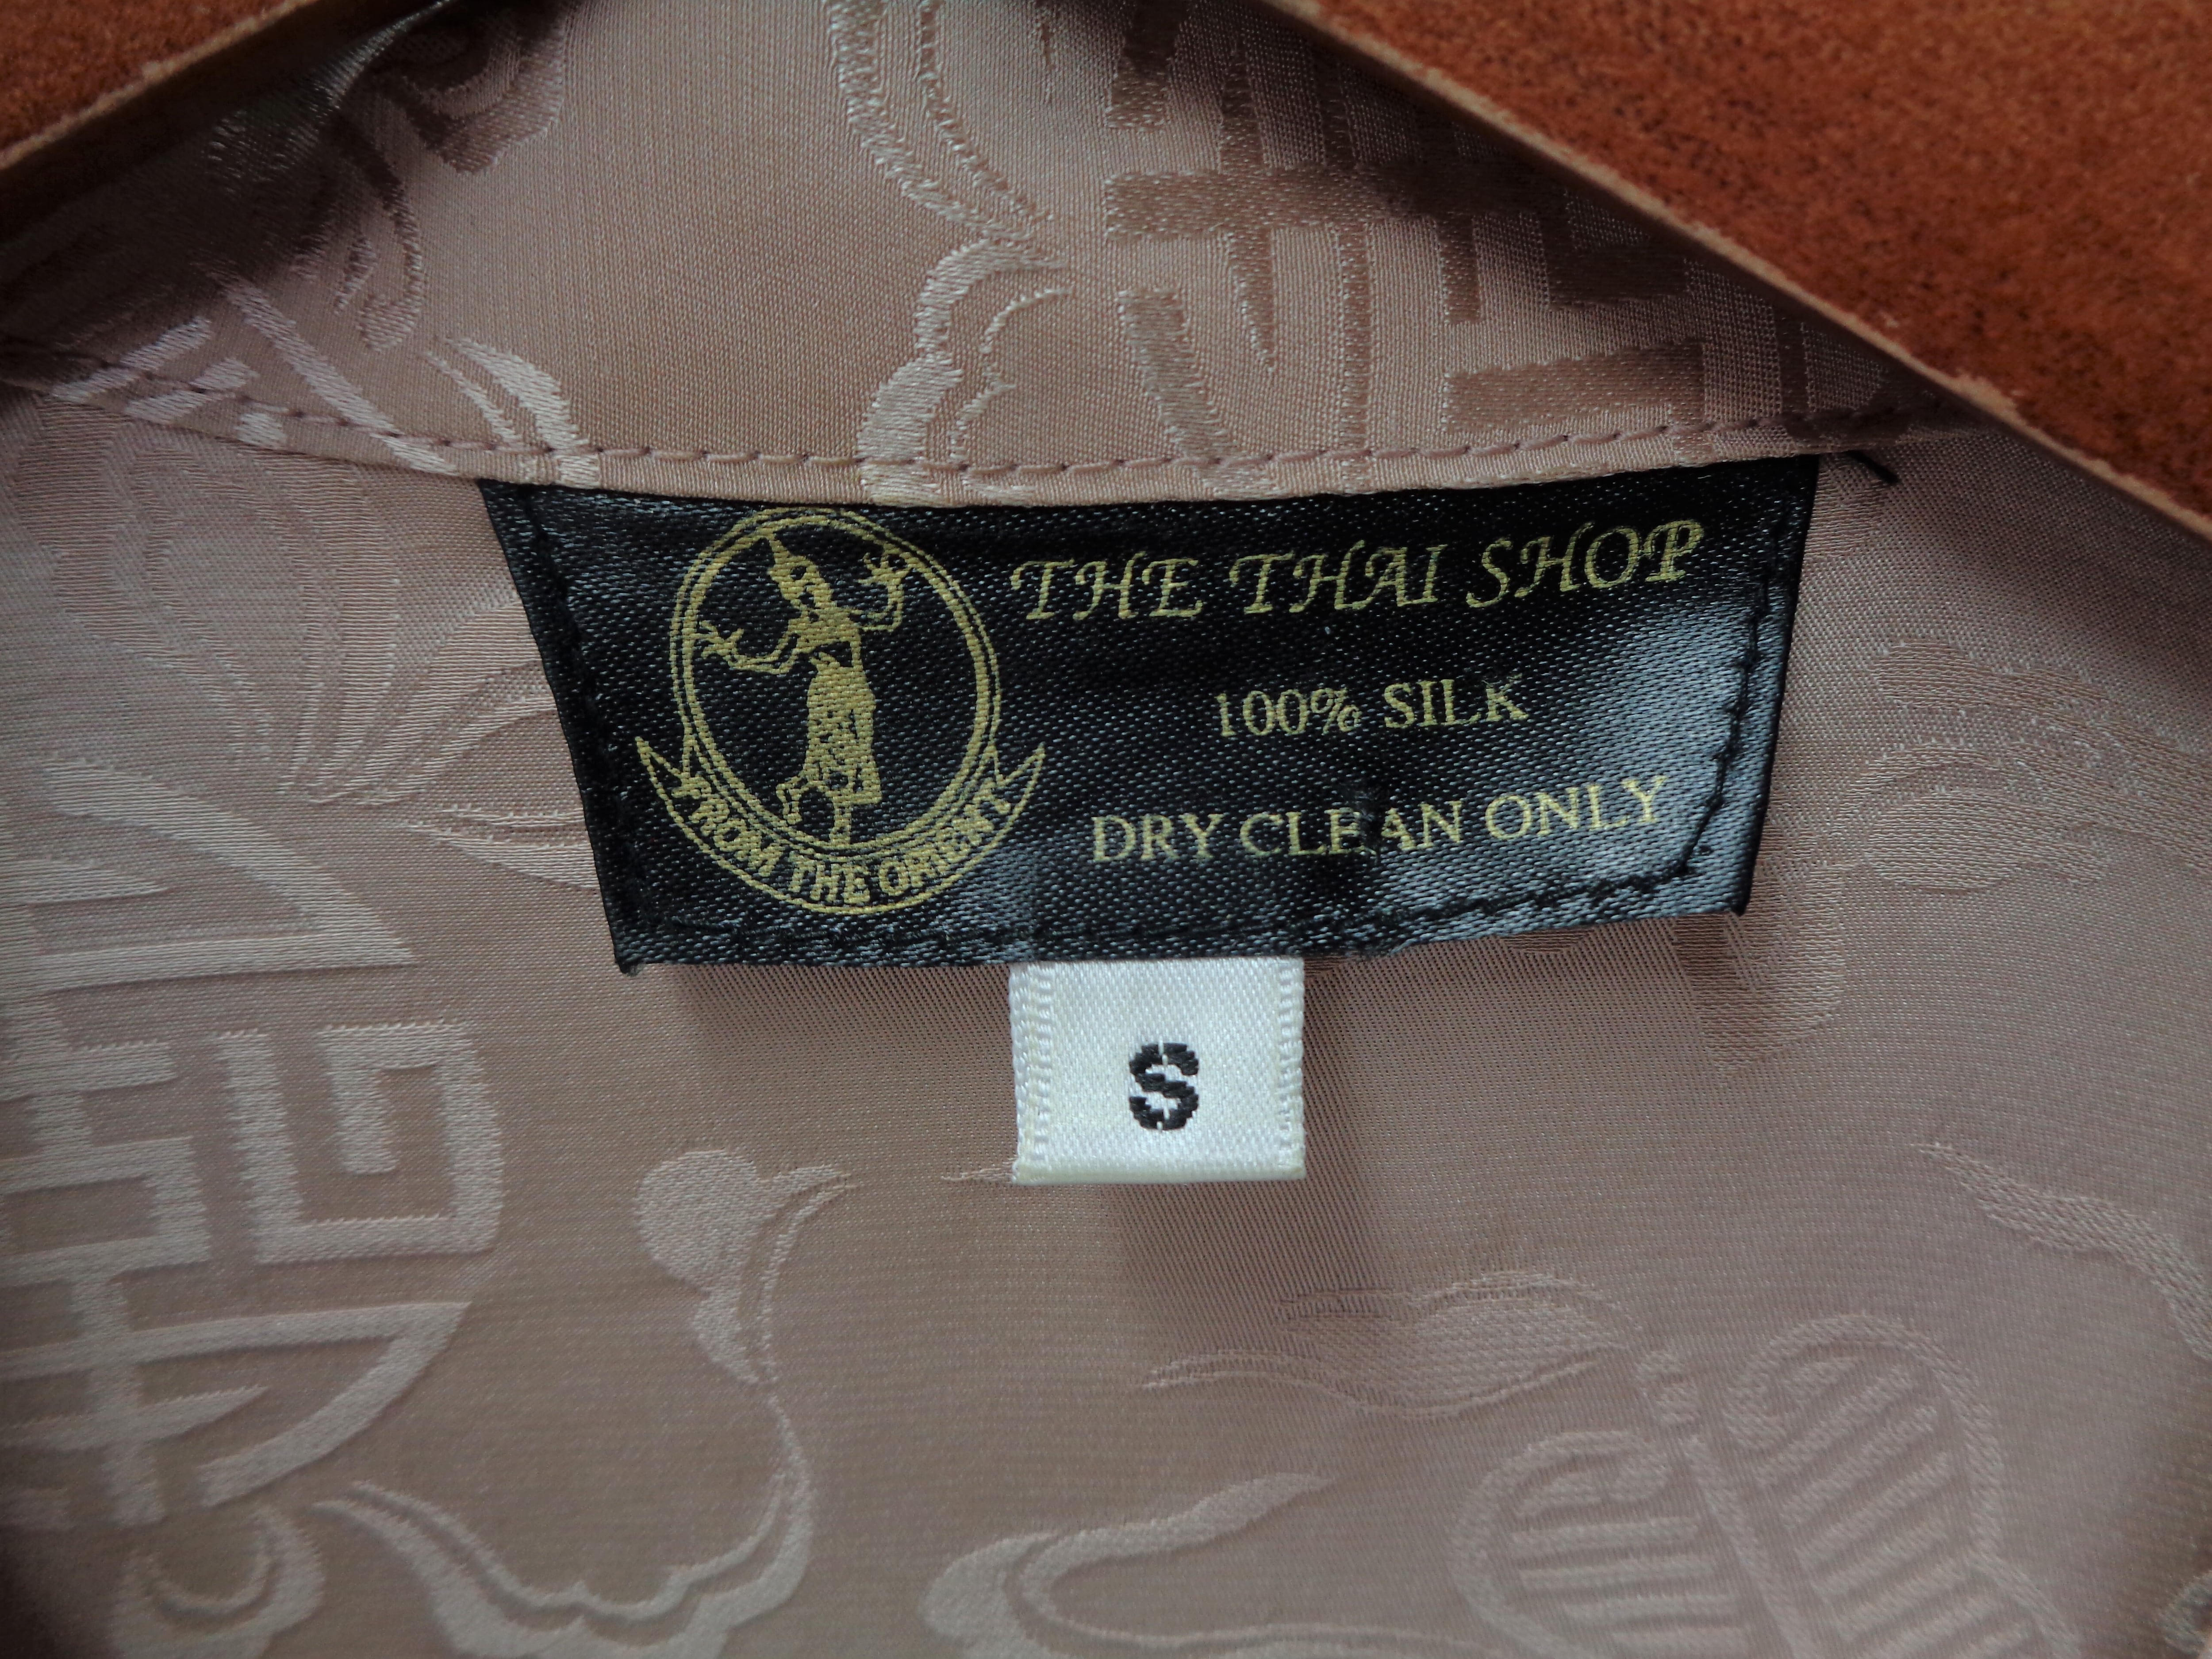 THE THAI SHOP
100% SILK
DRY CLEAN ONLY
FROM THE ORIENT
S